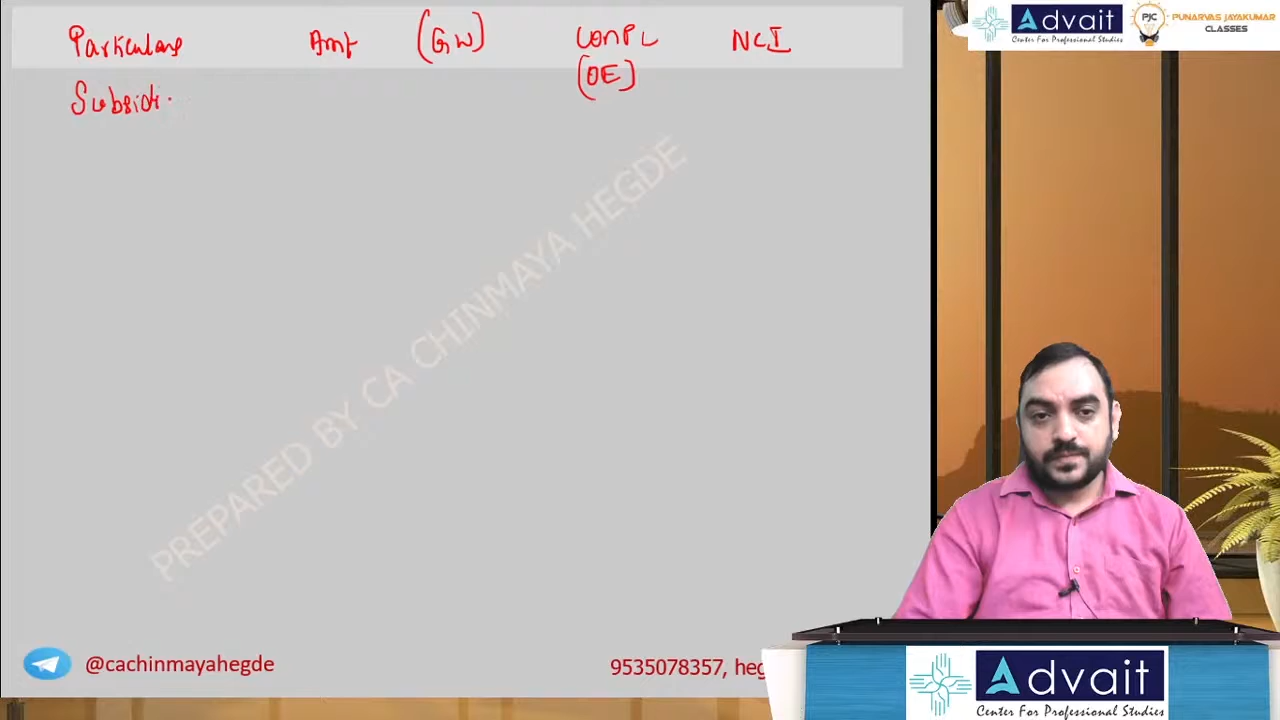 Particulars Amt (GW) CONPL NCI
(OE)
Subsidi
PREPARED BY CA CHINMAYA HEGDE
@cachinmayahegde
9535078357, heg
Advait
Center For Professional Studies
PJC
PUNARVAS JAYAKUMAR
CLASSES
Advait
Center For Professional Studies